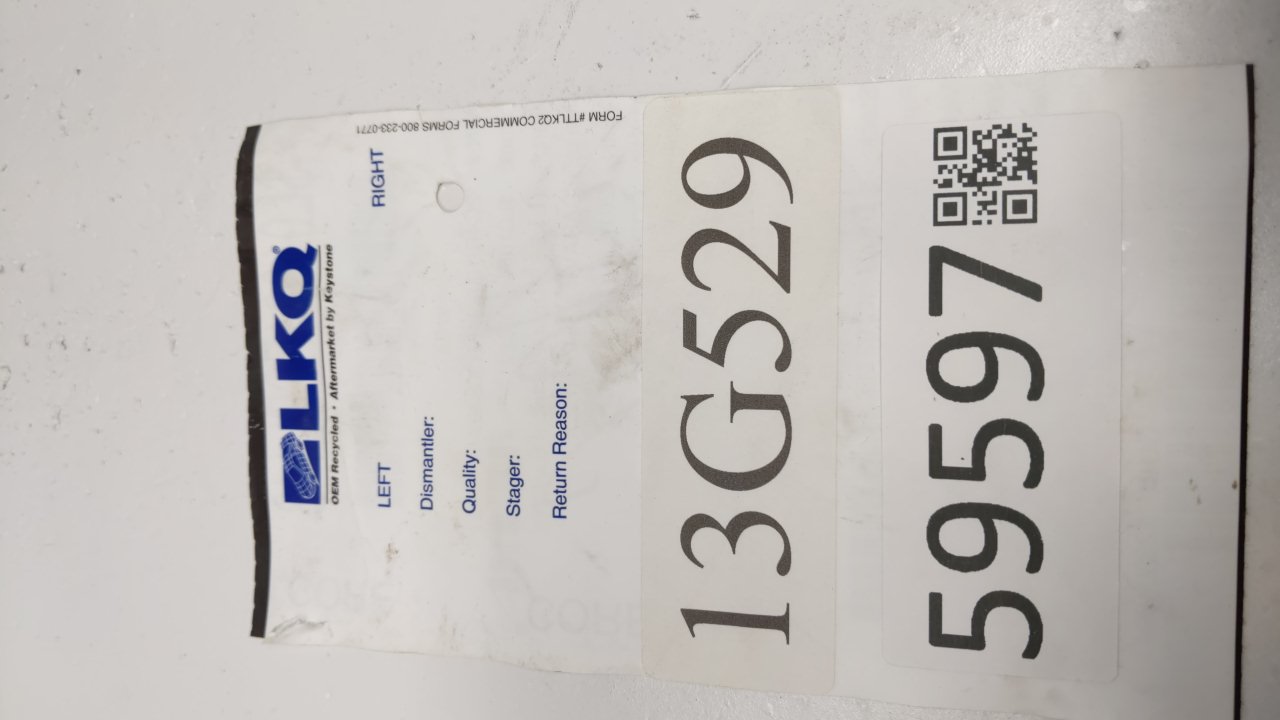 LKQ®
OEM Recycled • Aftermarket by Keystone
LEFT RIGHT
Dismantler:
Quality:
Stager:
Return Reason:
FORM #TTLKQ2 COMMERCIAL FORMS 800-233-0771
13G529
59597